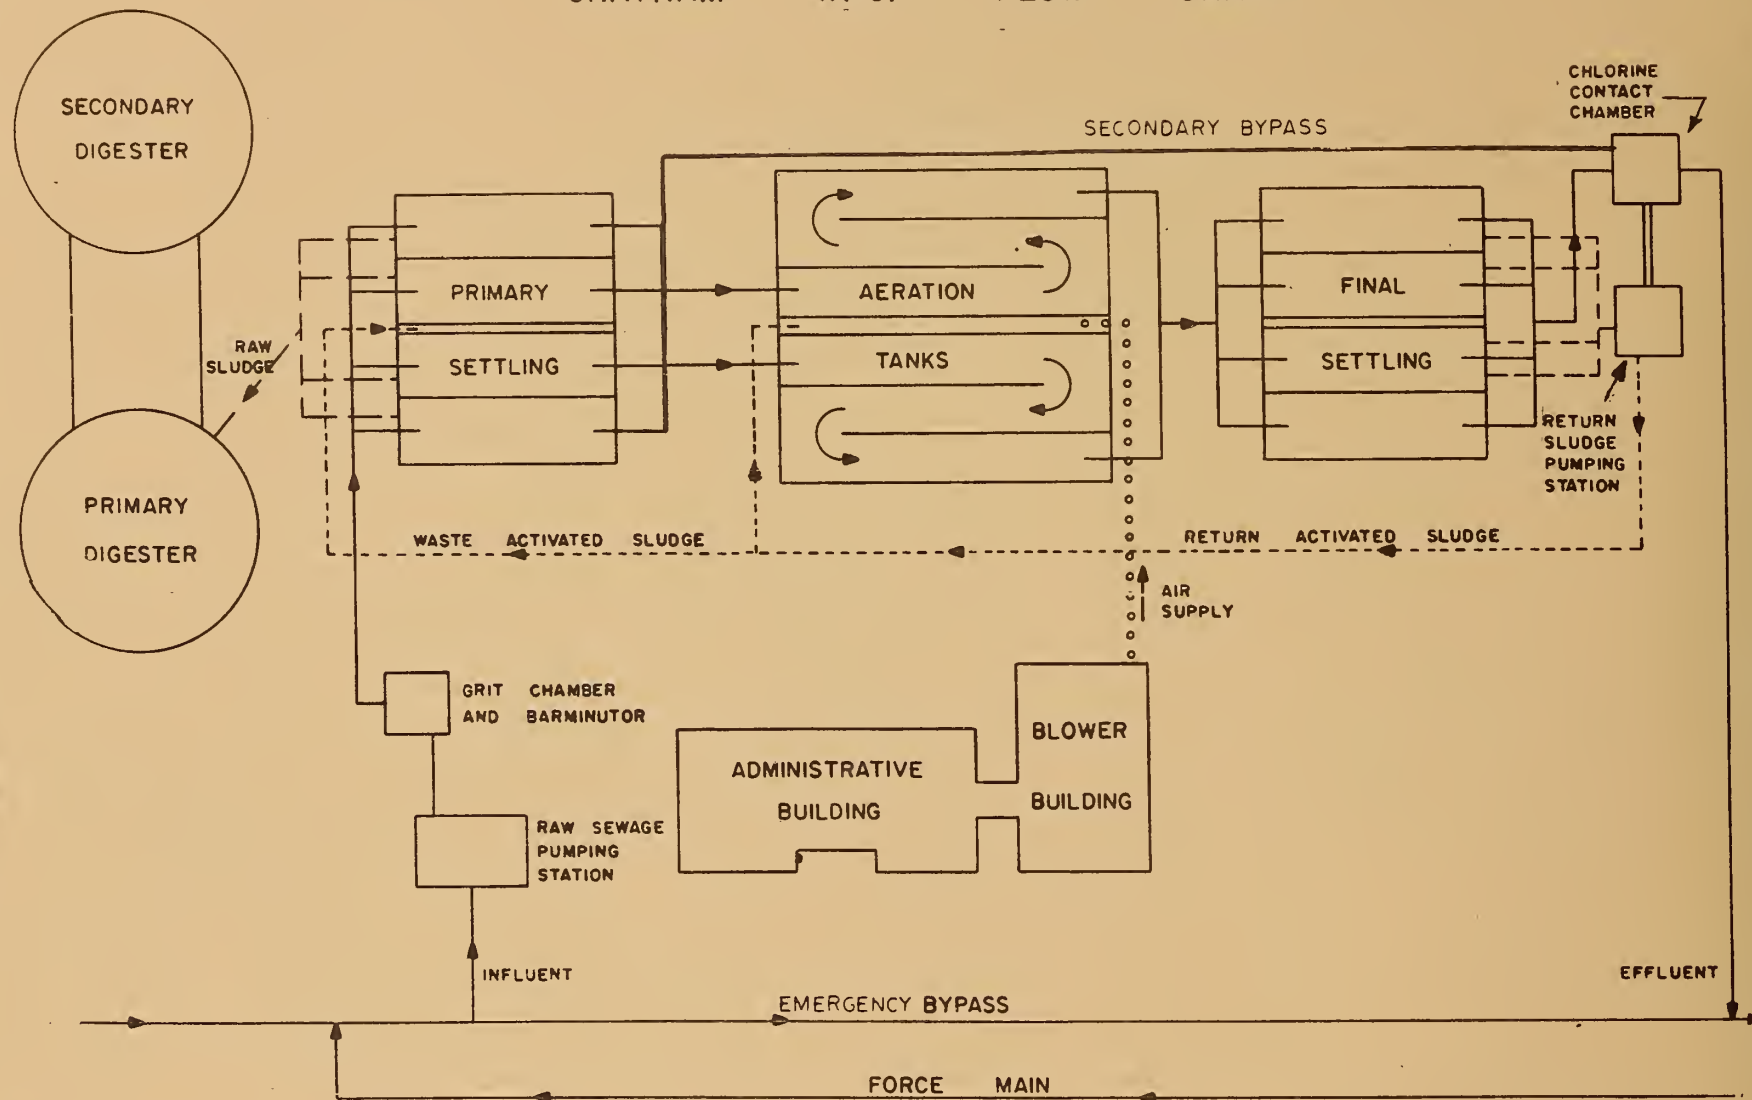 CHLORINE
CONTACT
CHAMBER
SECONDARY
DIGESTER
SECONDARY BYPASS
PRIMARY
SETTLING
AERATION
TANKS
FINAL
SETTLING
RAW
SLUDGE
RETURN
SLUDGE
PUMPING
STATION
PRIMARY
DIGESTER
WASTE ACTIVATED SLUDGE
RETURN ACTIVATED SLUDGE
AIR
SUPPLY
GRIT CHAMBER
AND BARMINUTOR
BLOWER
BUILDING
ADMINISTRATIVE
BUILDING
RAW SEWAGE
PUMPING
STATION
INFLUENT
EFFLUENT
EMERGENCY BYPASS
FORCE MAIN